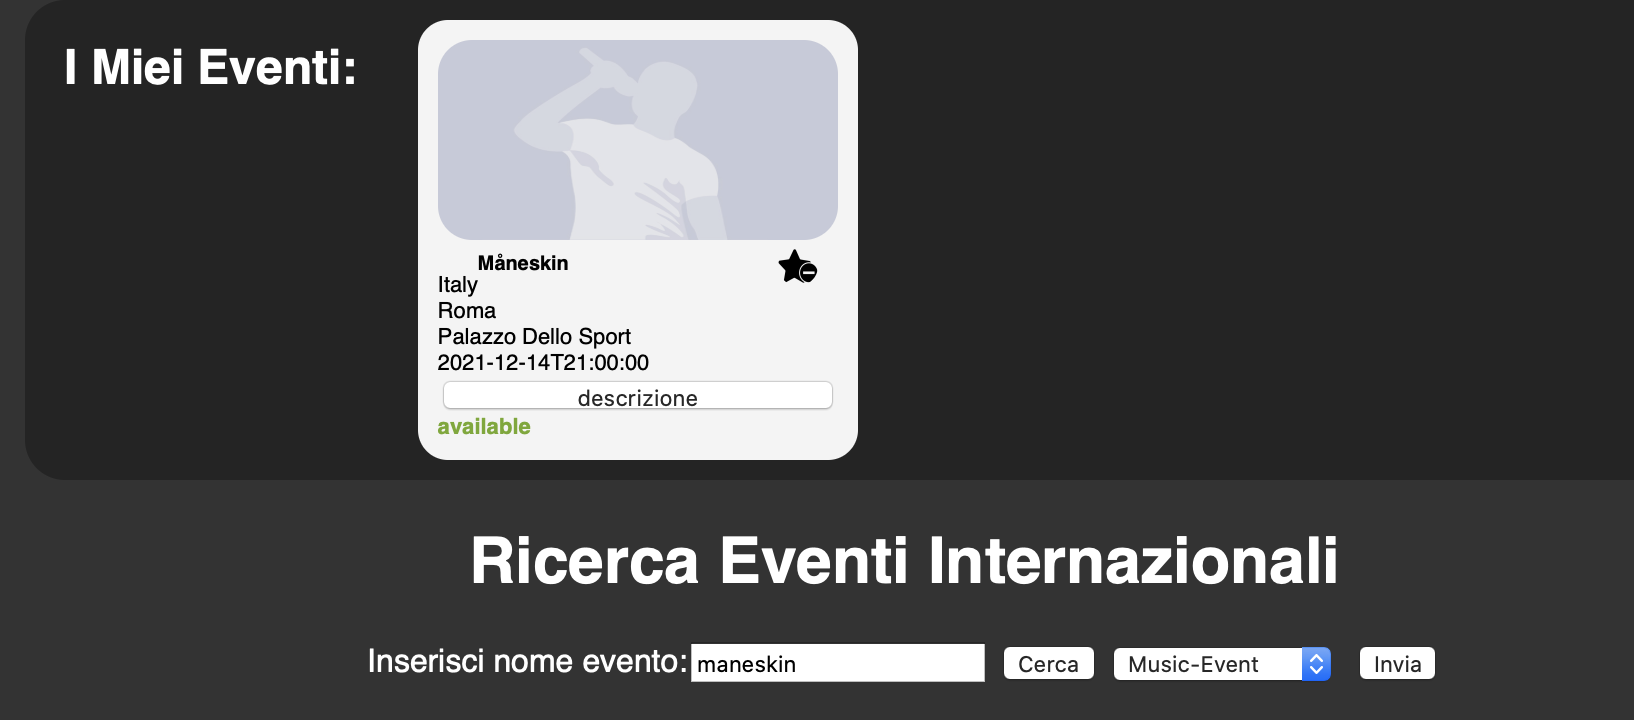 I Miei Eventi:
Måneskin
Italy
Roma
Palazzo Dello Sport
2021-12-14T21:00:00
descrizione
available
Ricerca Eventi Internazionali
Inserisci nome evento: maneskin Cerca Music-Event Invia